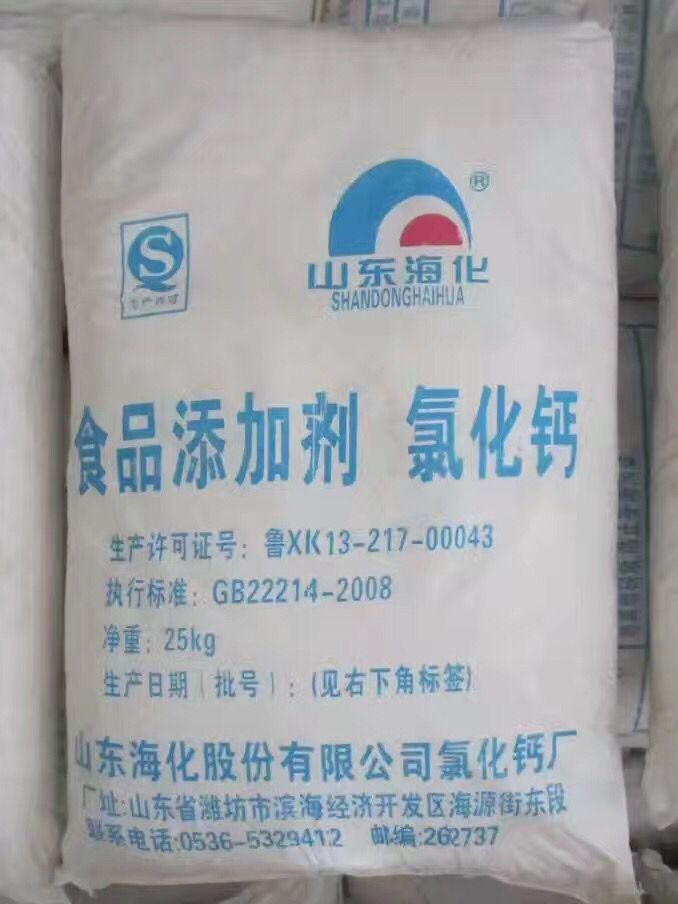 ®
山东海化
SHANDONGHAIHUA
生产许可
食品添加剂 氯化钙
生产许可证号：鲁XK13-217-00043
执行标准：GB22214-2008
净重：25kg
生产日期（批号）：(见右下角标签)
山东海化股份有限公司氯化钙厂
厂址:山东省潍坊市滨海经济开发区海源街东段
联系电话:0536-5329412 邮编:262737